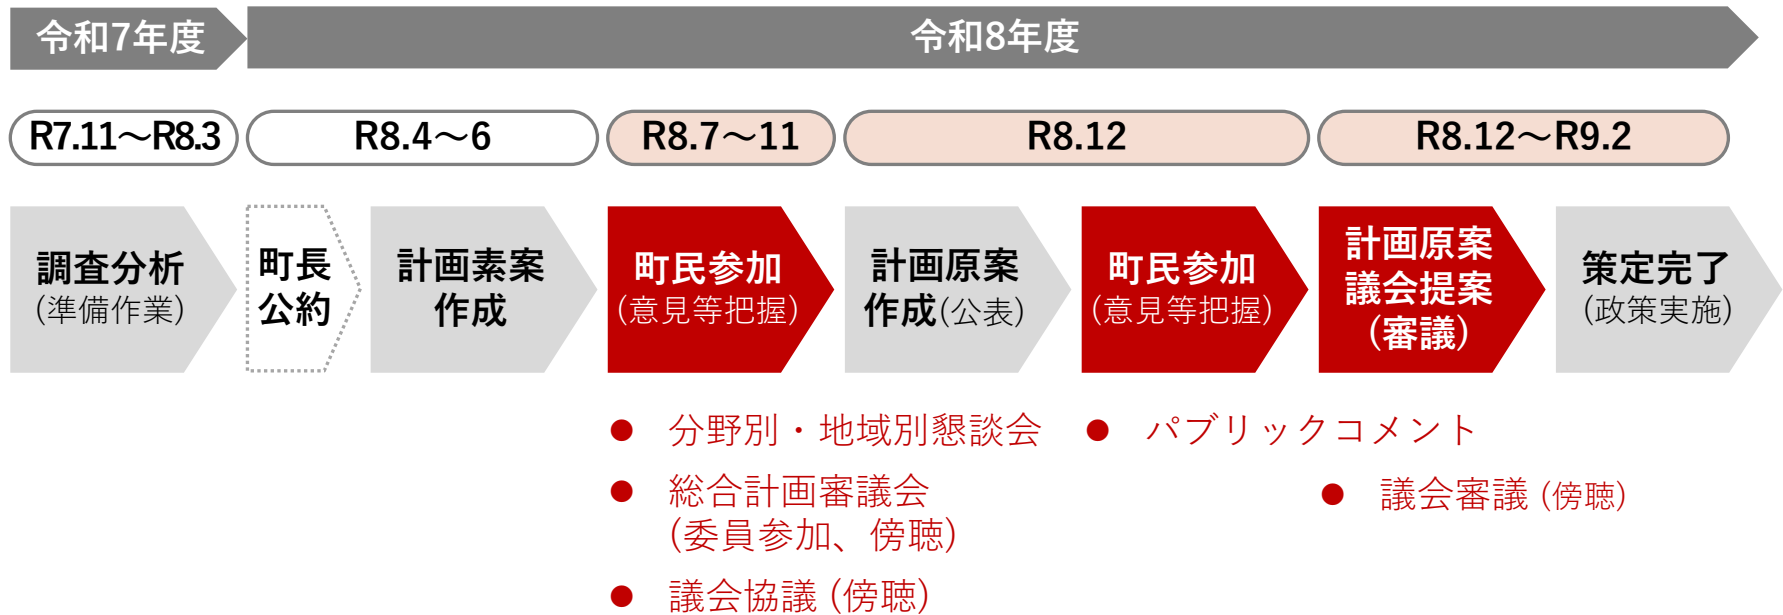 令和7年度
令和8年度
R7.11～R8.3
R8.4～6
R8.7～11
R8.12
R8.12～R9.2
調査分析
(準備作業)
町長
公約
計画素案
作成
町民参加
(意見等把握)
計画原案
作成(公表)
町民参加
(意見等把握)
計画原案
議会提案
(審議)
策定完了
(政策実施)
● 分野別・地域別懇談会
● 総合計画審議会
(委員参加、傍聴)
● 議会協議 (傍聴)
● パブリックコメント
● 議会審議 (傍聴)